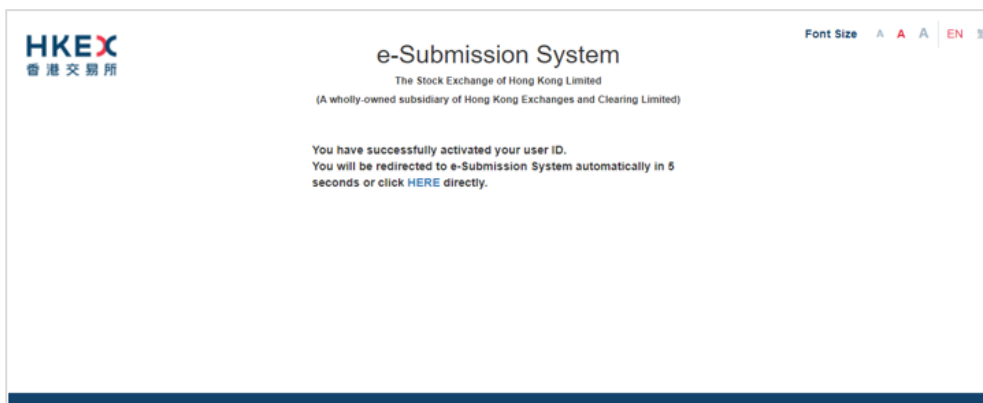 HKEX
香港交易所
Font Size A A A EN
e-Submission System
The Stock Exchange of Hong Kong Limited
(A wholly-owned subsidiary of Hong Kong Exchanges and Clearing Limited)
You have successfully activated your user ID.
You will be redirected to e-Submission System automatically in 5
seconds or click HERE directly.